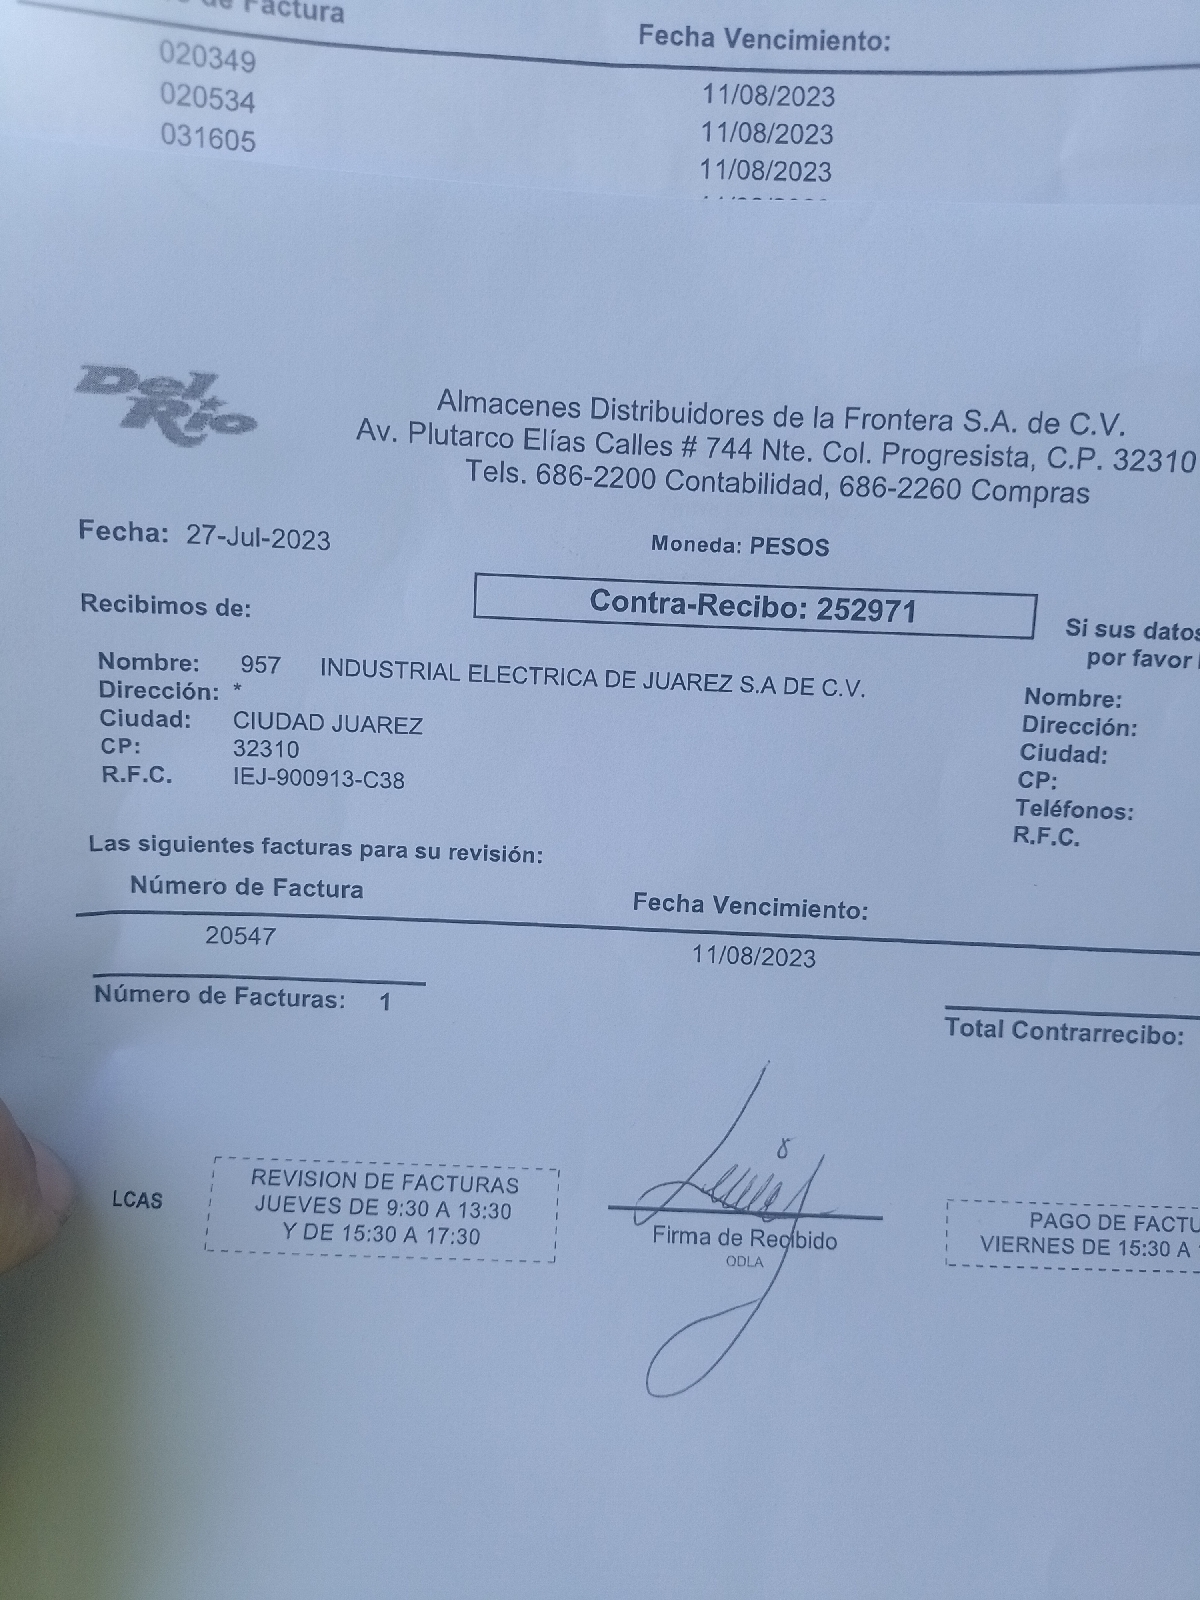 de Factura
Fecha Vencimiento:
020349
11/08/2023
020534
11/08/2023
031605
11/08/2023
Del Rio
Almacenes Distribuidores de la Frontera S.A. de C.V.
Av. Plutarco Elías Calles # 744 Nte. Col. Progresista, C.P. 32310
Tels. 686-2200 Contabilidad, 686-2260 Compras
Fecha: 27-Jul-2023
Moneda: PESOS
Contra-Recibo: 252971
Recibimos de:
Si sus datos
por favor
Nombre: 957 INDUSTRIAL ELECTRICA DE JUAREZ S.A DE C.V.
Dirección: *
Ciudad: CIUDAD JUAREZ
CP: 32310
R.F.C. IEJ-900913-C38
Nombre:
Dirección:
Ciudad:
CP:
Teléfonos:
R.F.C.
Las siguientes facturas para su revisión:
Número de Factura
Fecha Vencimiento:
20547
11/08/2023
Número de Facturas: 1
Total Contrarrecibo:
LCAS
REVISION DE FACTURAS
JUEVES DE 9:30 A 13:30
Y DE 15:30 A 17:30
Firma de Recibido
ODLA
PAGO DE FACTU
VIERNES DE 15:30 A